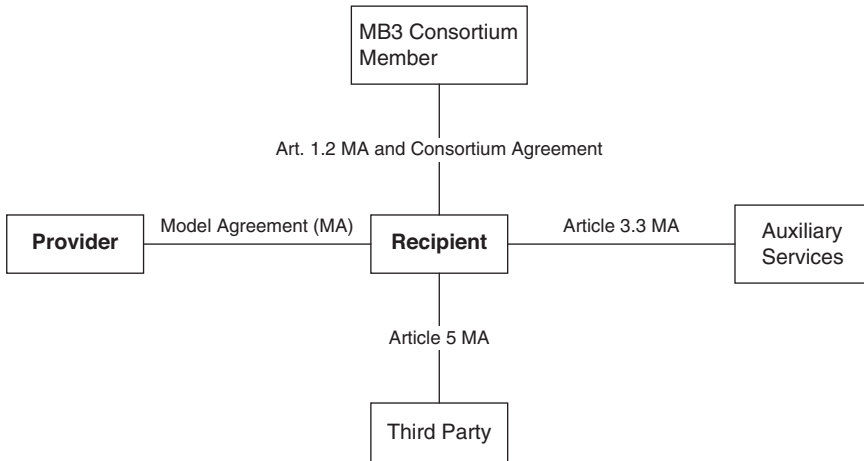 MB3 Consortium
Member
Art. 1.2 MA and Consortium Agreement
Provider
Model Agreement (MA)
Recipient
Article 3.3 MA
Auxiliary
Services
Article 5 MA
Third Party